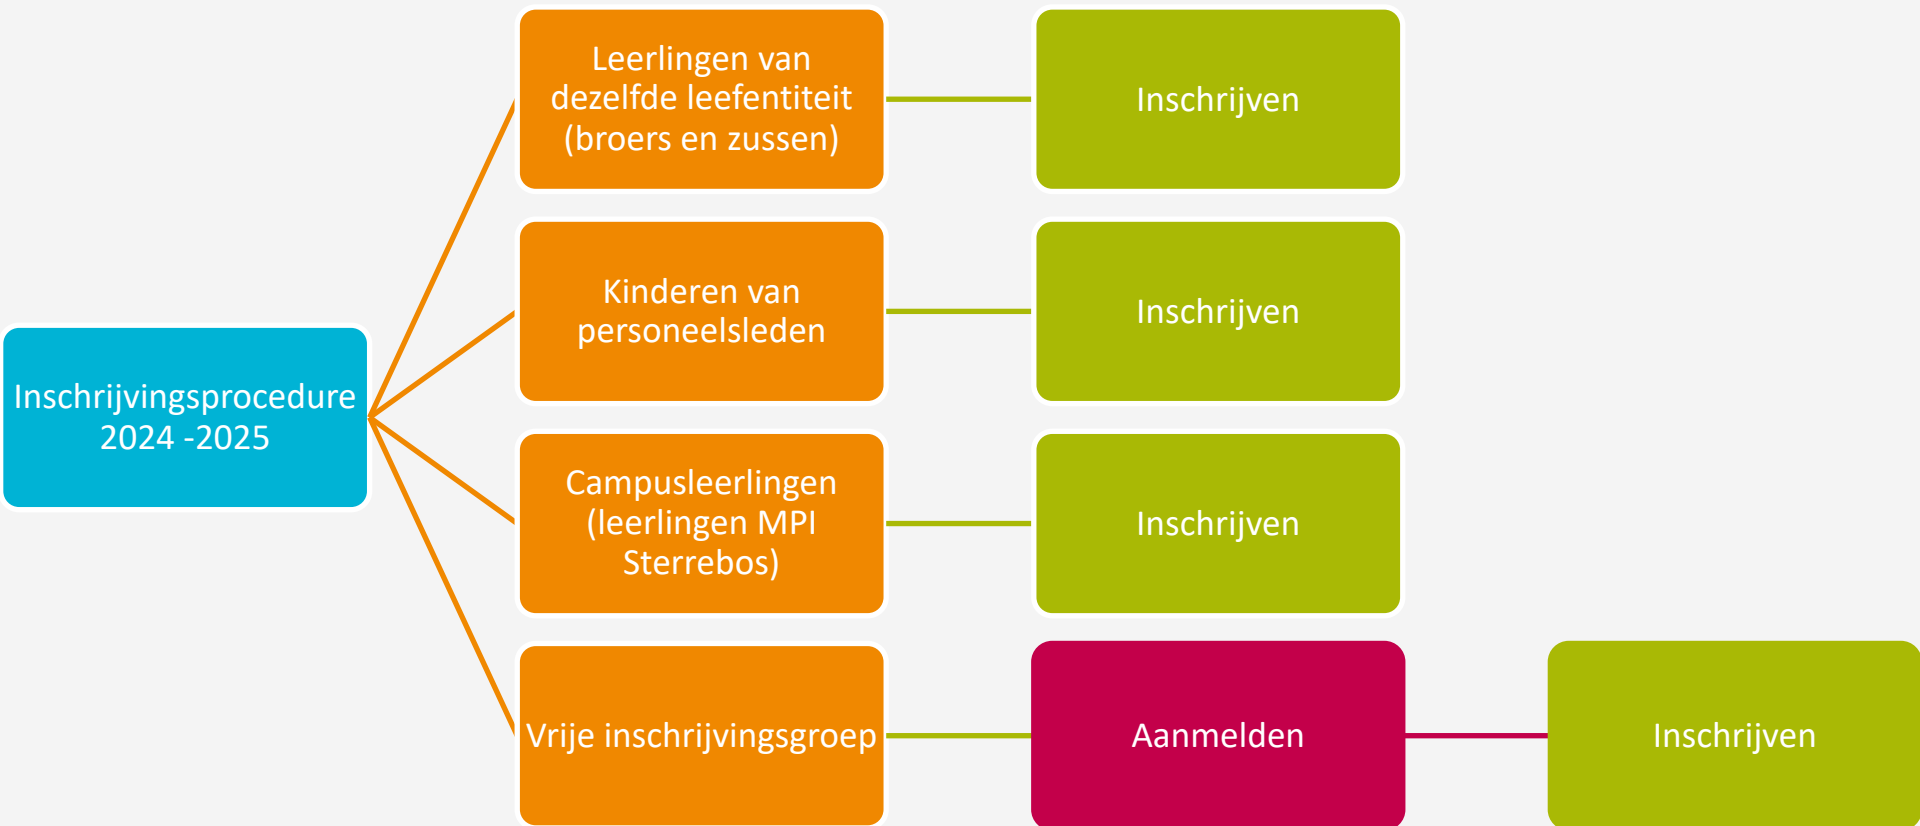 Leerlingen van
dezelfde leefentiteit
(broers en zussen)
Inschrijven
Kinderen van
personeelsleden
Inschrijven
Inschrijvingsprocedure
2024 -2025
Campusleerlingen
(leerlingen MPI
Sterrebos)
Inschrijven
Vrije inschrijvingsgroep
Aanmelden
Inschrijven